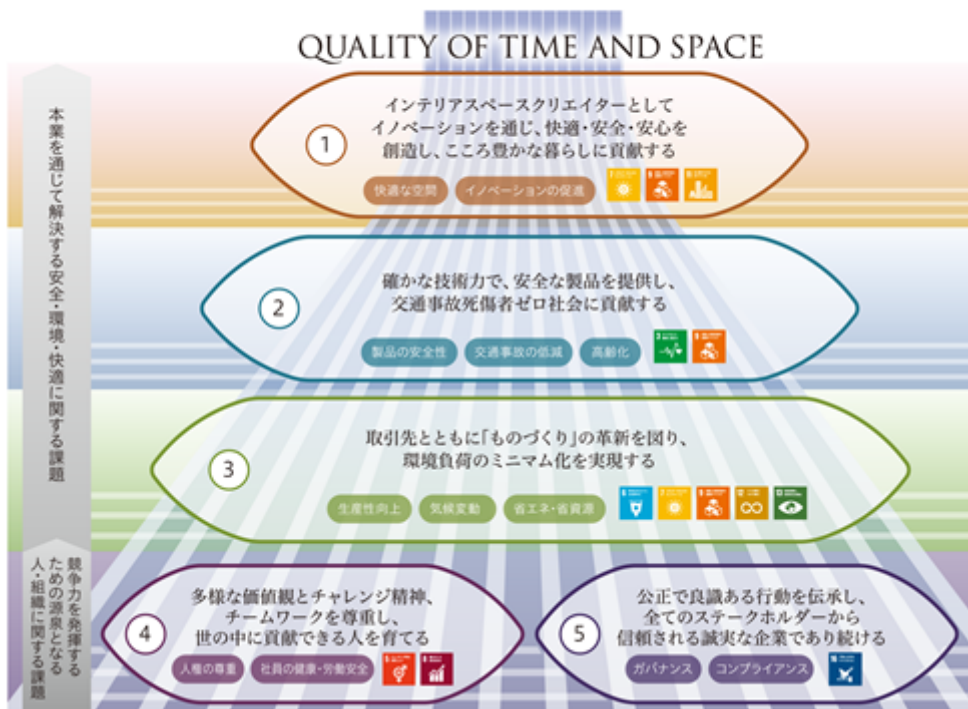 QUALITY OF TIME AND SPACE
本業を通じて解決する安全・環境・快適に関する課題
1
インテリアスペースクリエイターとして
イノベーションを通じ、快適・安全・安心を
創造し、こころ豊かな暮らしに貢献する
快適な空間
イノベーションの促進
2
確かな技術力で、安全な製品を提供し、
交通事故死傷者ゼロ社会に貢献する
製品の安全性
交通事故の低減
高齢化
3
取引先とともに「ものづくり」の革新を図り、
環境負荷のミニマム化を実現する
生産性向上
気候変動
省エネ・省資源
競争力を発揮する
ための源泉となる
人・組織に関する課題
4
多様な価値観とチャレンジ精神、
チームワークを尊重し、
世の中に貢献できる人を育てる
人権の尊重
社員の健康・労働安全
5
公正で良識ある行動を伝承し、
全てのステークホルダーから
信頼される誠実な企業であり続ける
ガバナンス
コンプライアンス